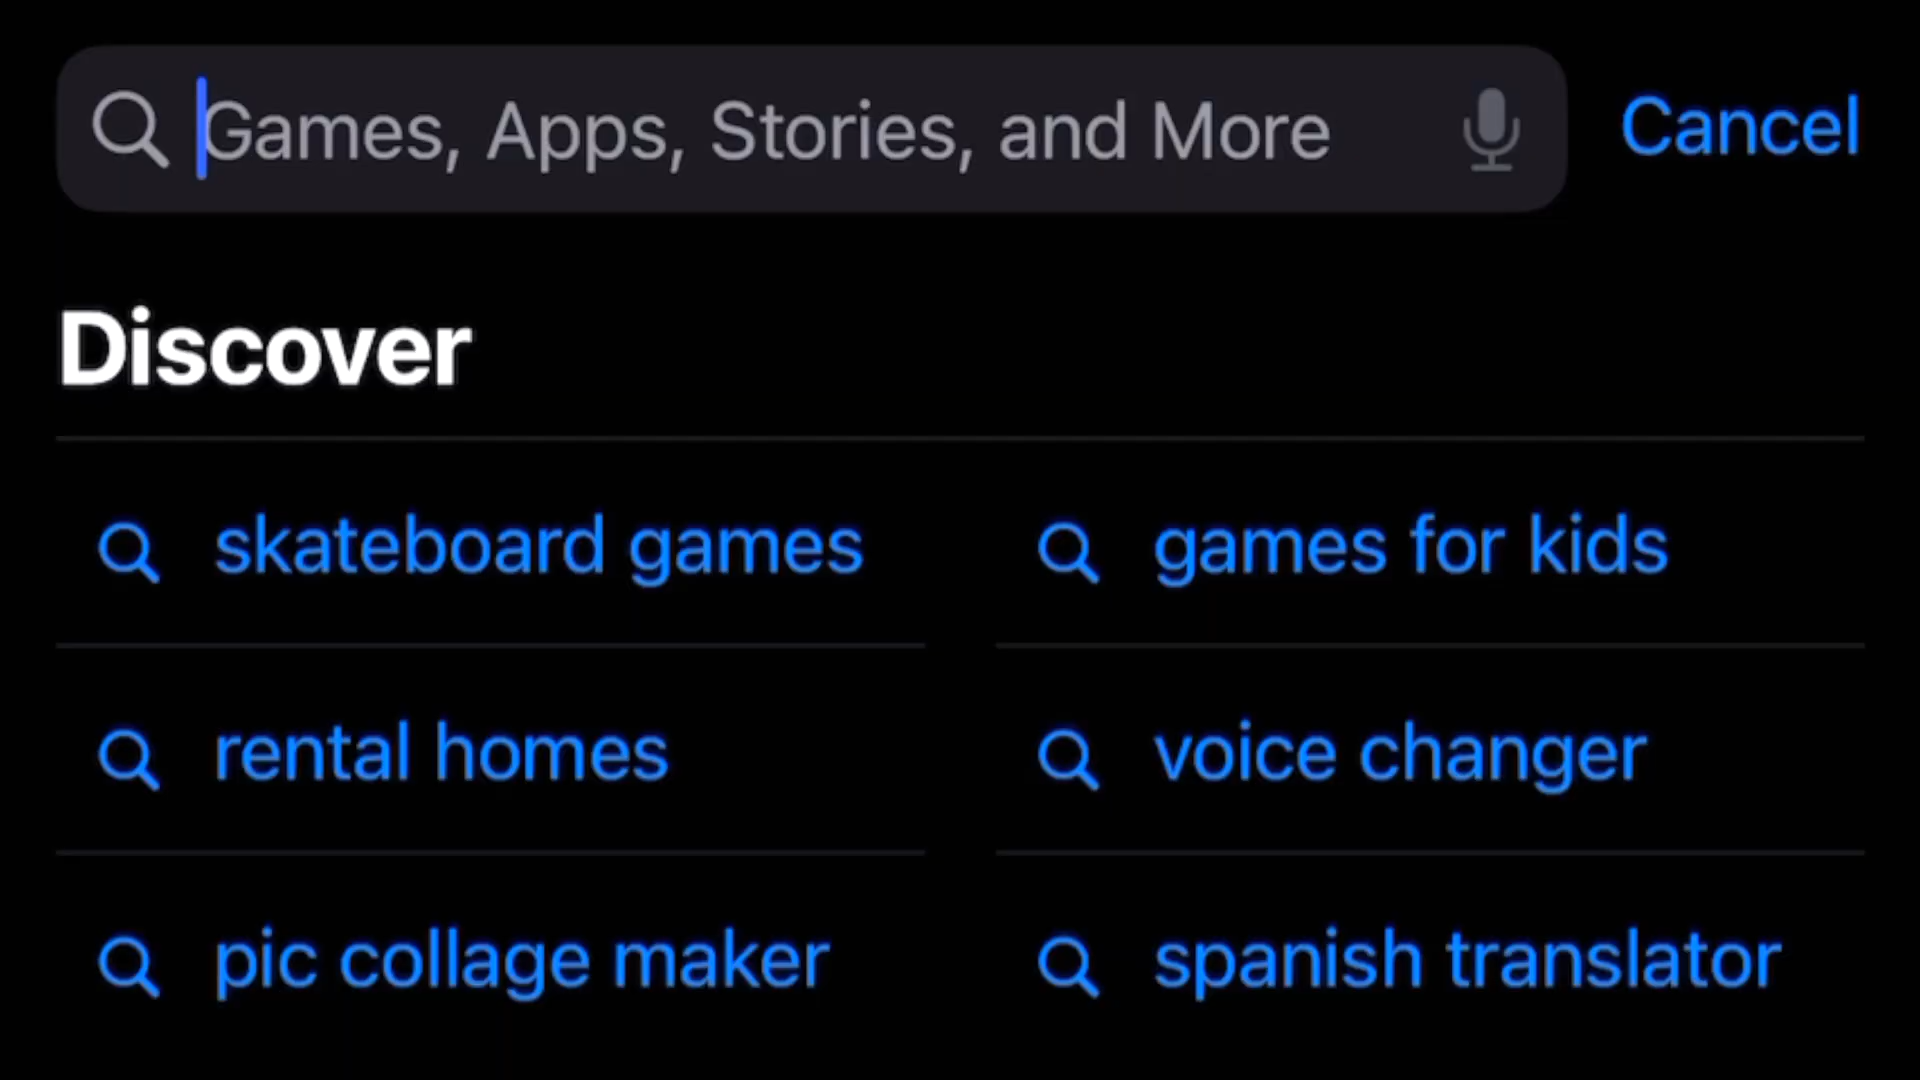 Games, Apps, Stories, and More
Cancel
Discover
skateboard games
games for kids
rental homes
voice changer
pic collage maker
spanish translator